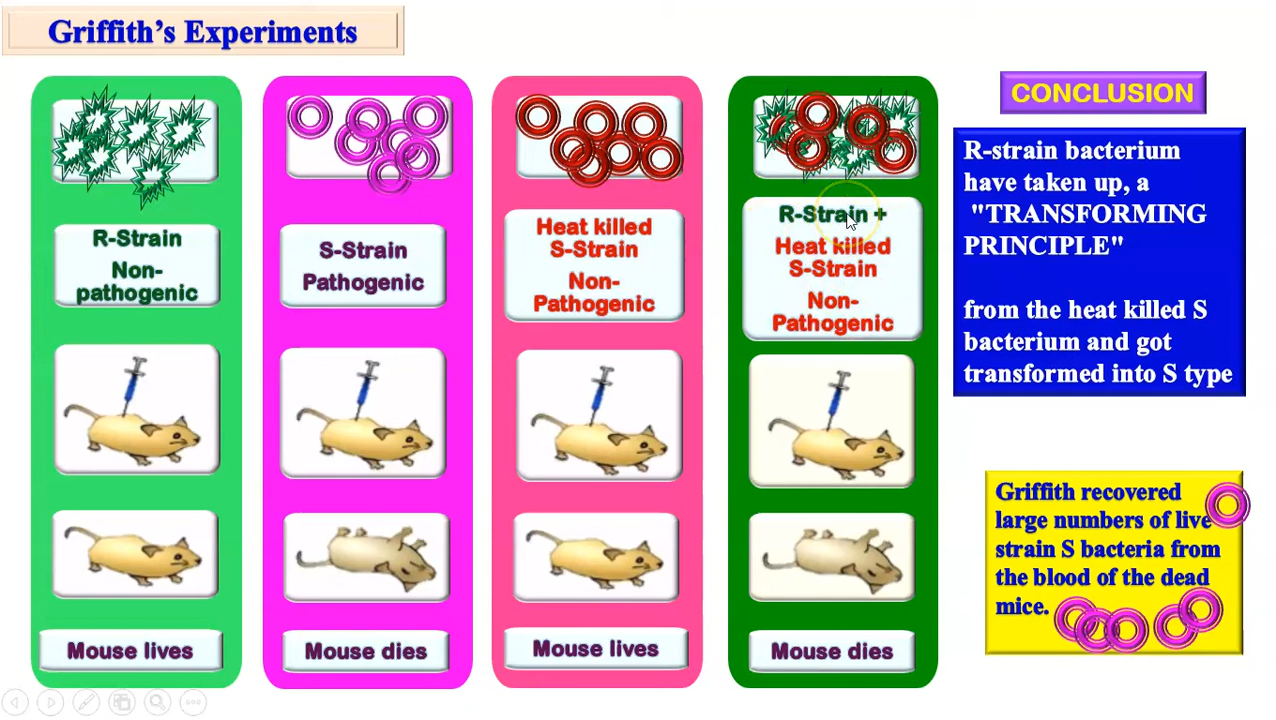 Griffith's Experiments
R-Strain
Non-
pathogenic
Mouse lives
S-Strain
Pathogenic
Mouse dies
Heat killed
S-Strain
Non-
Pathogenic
Mouse lives
R-Strain +
Heat killed
S-Strain
Non-
Pathogenic
Mouse dies
CONCLUSION
R-strain bacterium
have taken up, a
"TRANSFORMING
PRINCIPLE"
from the heat killed S
bacterium and got
transformed into S type
Griffith recovered
large numbers of live
strain S bacteria from
the blood of the dead
mice.